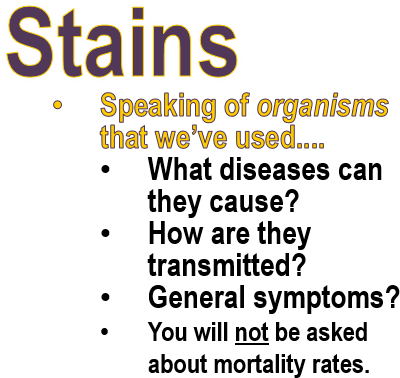 Stains
• Speaking of organisms
that we've used....
• What diseases can
they cause?
• How are they
transmitted?
• General symptoms?
• You will not be asked
about mortality rates.